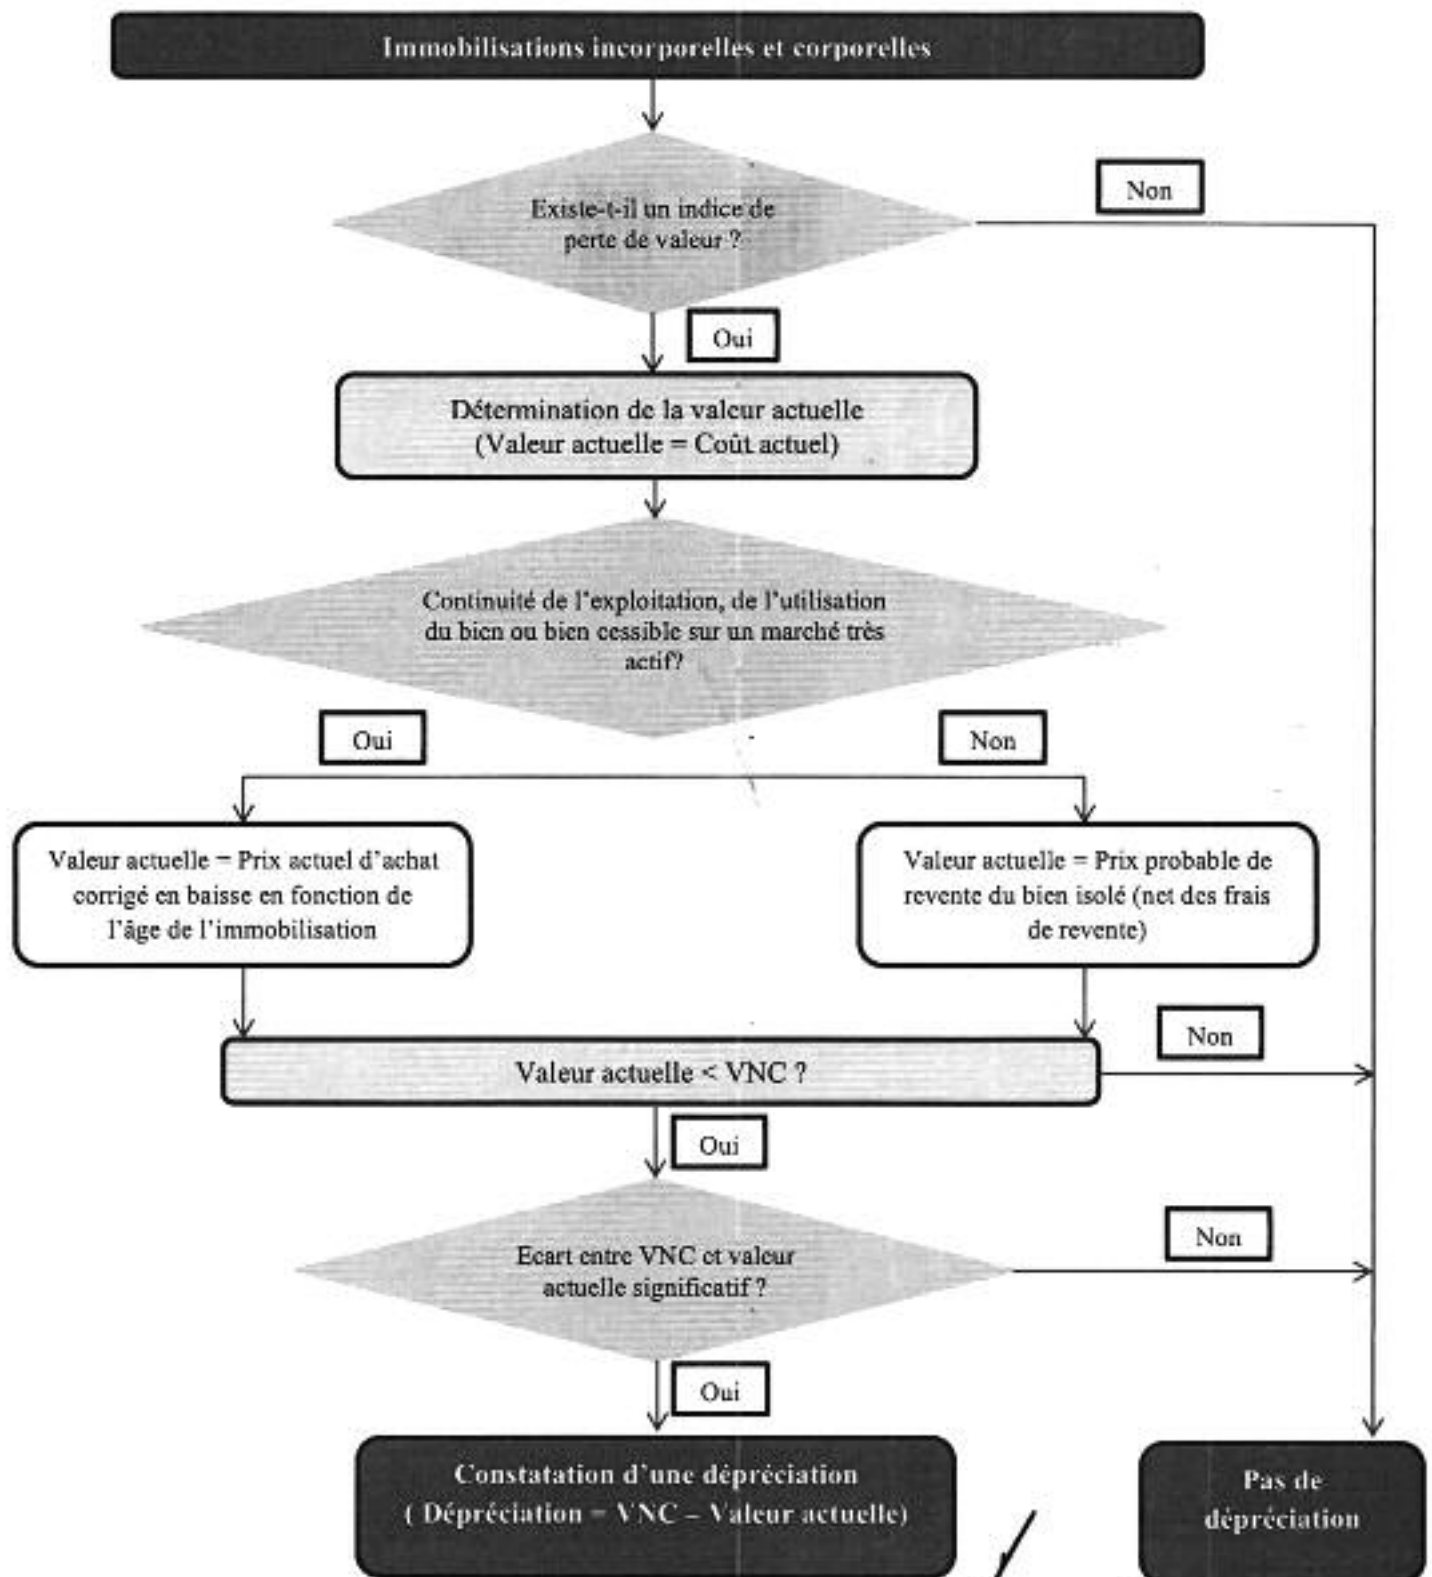 Immobilisations incorporelles et corporelles
Existe-t-il un indice de
perte de valeur ?
Non
Oui
Détermination de la valeur actuelle
(Valeur actuelle = Coût actuel)
Continuité de l'exploitation, de l'utilisation
du bien ou bien cessible sur un marché très
actif?
Oui
Non
Valeur actuelle = Prix actuel d'achat
corrigé en baisse en fonction de
l'âge de l'immobilisation
Valeur actuelle = Prix probable de
revente du bien isolé (net des frais
de revente)
Valeur actuelle < VNC ?
Non
Oui
Ecart entre VNC et valeur
actuelle significatif ?
Non
Oui
Constatation d'une dépréciation
( Dépréciation = VNC – Valeur actuelle)
Pas de
dépréciation